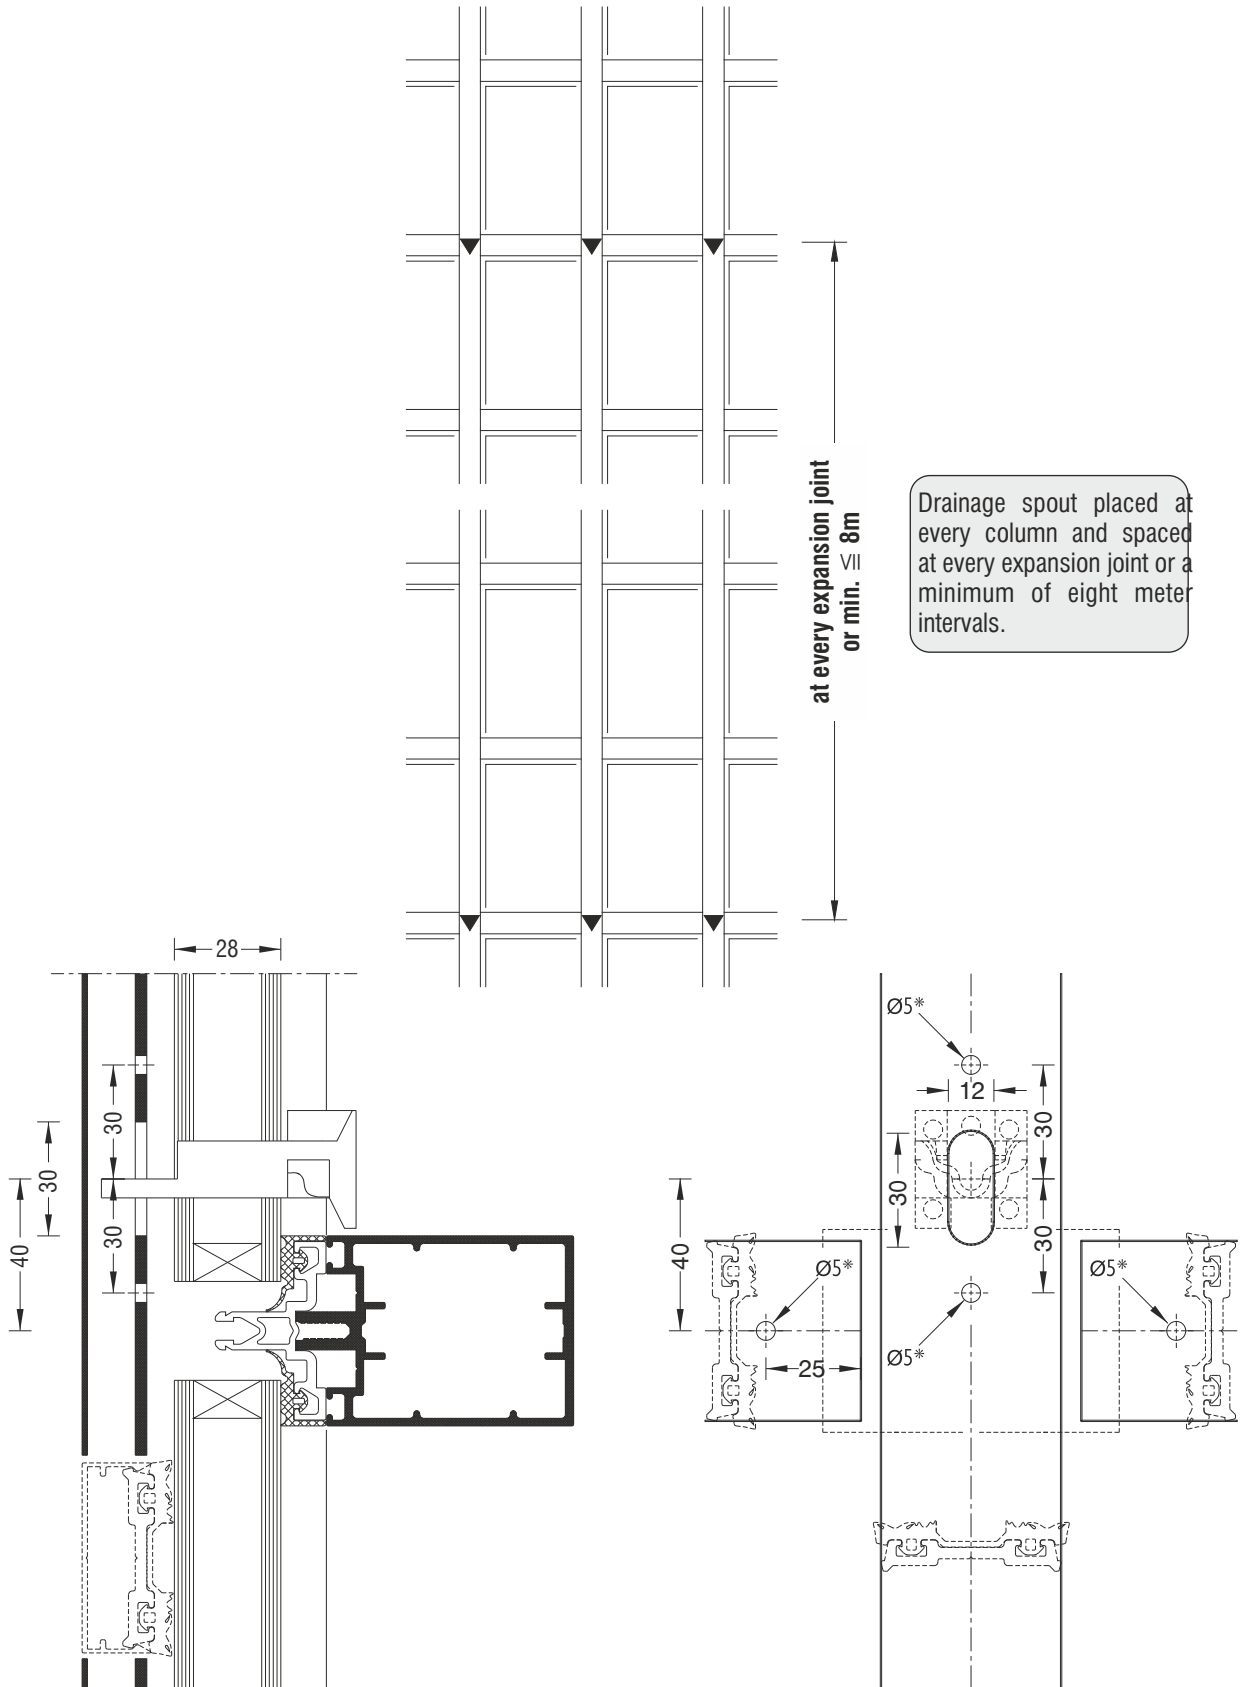 at every expansion joint
or min. ≤ 8m
Drainage spout placed at
every column and spaced
at every expansion joint or a
minimum of eight meter
intervals.
28
30
30
30
40
Ø5*
12
30
30
30
40
Ø5*
Ø5*
Ø5*
25